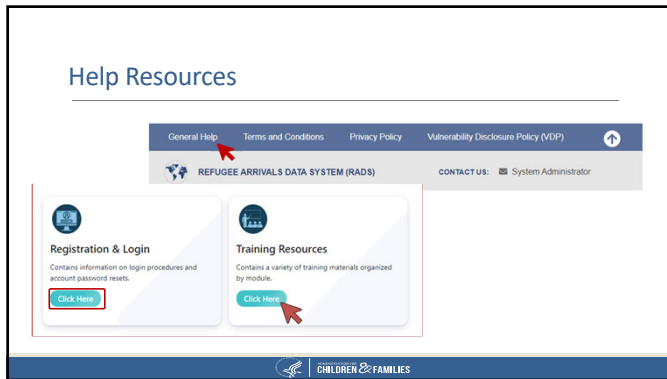 Help Resources
General Help Terms and Conditions Privacy Policy Vulnerability Disclosure Policy (VDP)
REFUGEE ARRIVALS DATA SYSTEM (RADS) CONTACT US: System Administrator
Registration & Login
Contains information on login procedures and
account password resets.
Click Here
Training Resources
Contains a variety of training materials organized
by module.
Click Here
ADMINISTRATION FOR
CHILDREN & FAMILIES